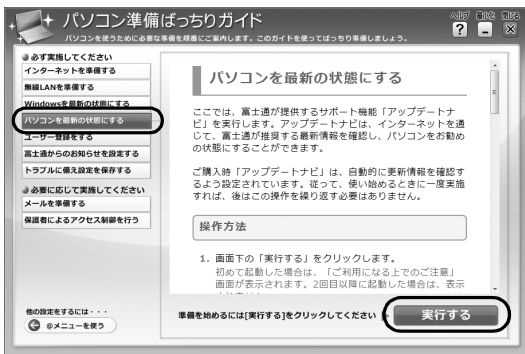 パソコン準備ばっちりガイド
パソコンを使うために必要な準備を順番にご案内します。このガイドを使ってばっちり準備しましょう。
ヘルプ 最小化 閉じる
?
必ず実施してください
インターネットを準備する
無線LANを準備する
Windowsを最新の状態にする
パソコンを最新の状態にする
ユーザー登録をする
富士通からのお知らせを設定する
トラブルに備え設定を保存する
必要に応じて実施してください
メールを準備する
保護者によるアクセス制御を行う
他の設定をするには・・・
@メニューを使う
パソコンを最新の状態にする
ここでは、富士通が提供するサポート機能「アップデートナ
ビ」を実行します。アップデートナビは、インターネットを通
じて、富士通が推奨する最新情報を確認し、パソコンをお勧め
の状態にすることができます。
ご購入時「アップデートナビ」は、自動的に更新情報を確認す
るよう設定されています。従って、使い始めるときに一度実施
すれば、後はこの操作を繰り返す必要はありません。
操作方法
1. 画面下の「実行する」をクリックします。
初めて起動した場合は、「ご利用になる上でのご注意」
画面が表示されます。2回目以降に起動した場合は、表示
準備を始めるには[実行する]をクリックしてください
実行する